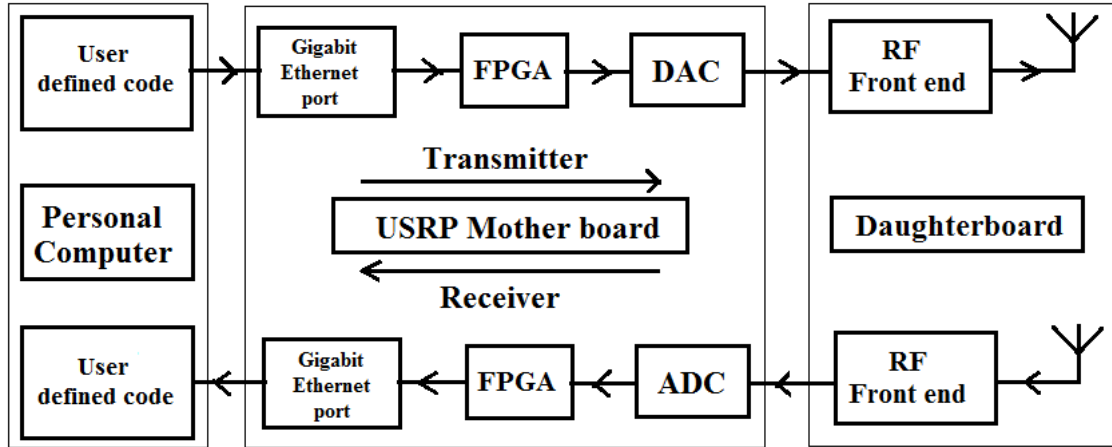 User
defined code
Gigabit
Ethernet
port
FPGA
DAC
RF
Front end
Transmitter
Personal
Computer
USRP Mother board
Daughterboard
Receiver
User
defined code
Gigabit
Ethernet
port
FPGA
ADC
RF
Front end